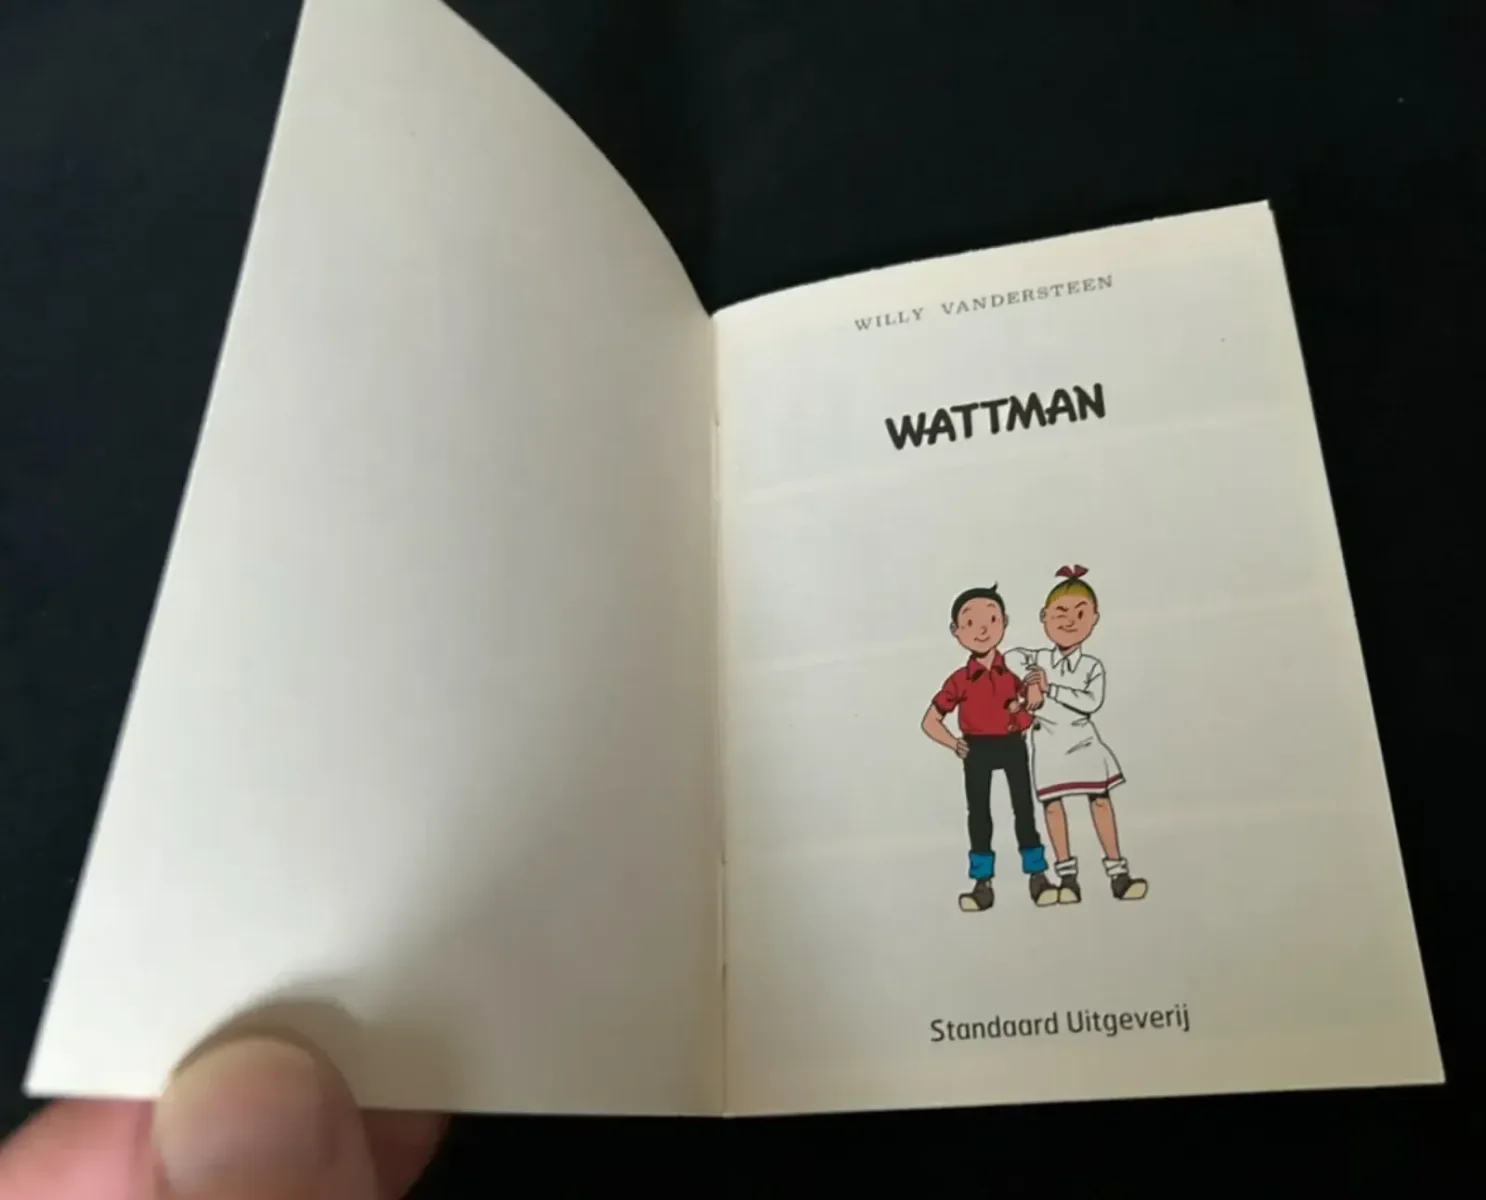 WILLY VANDERSTEEN
WATTMAN
Standaard Uitgeverij